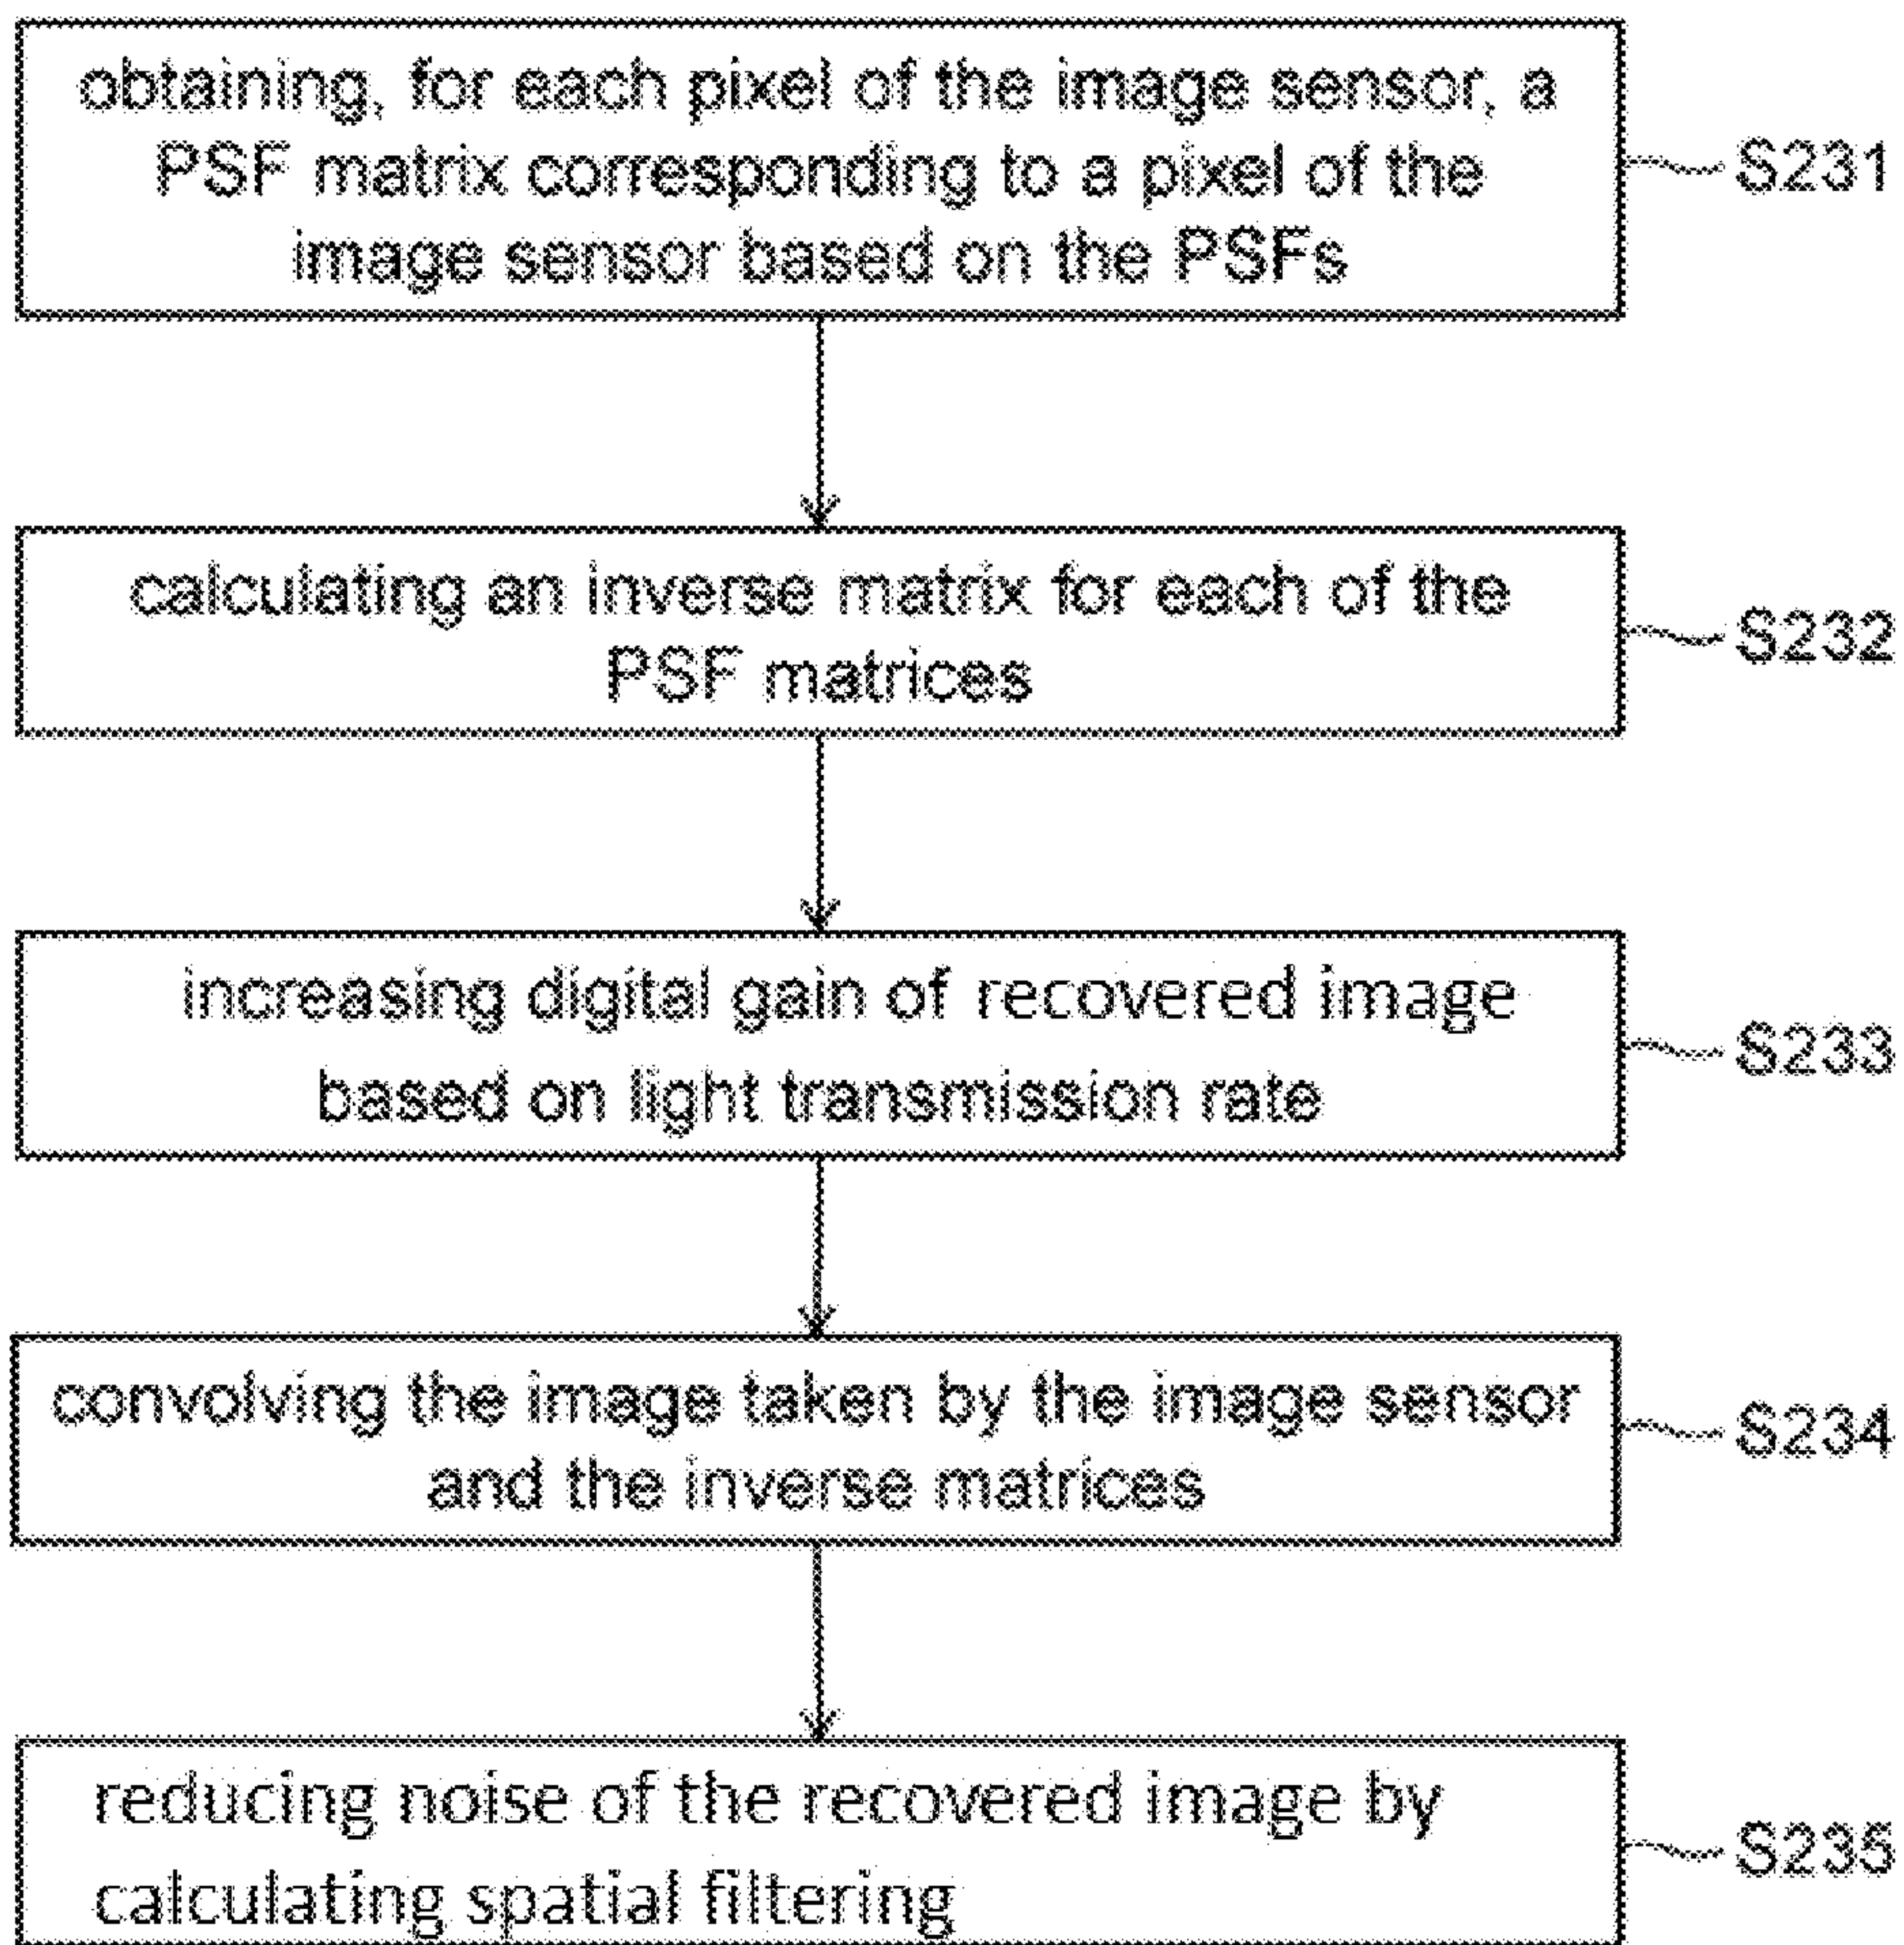 obtaining, for each pixel of the image sensor, a
PSF matrix corresponding to a pixel of the
image sensor based on the PSFs
S231
calculating an inverse matrix for each of the
PSF matrices
S232
increasing digital gain of recovered image
based on light transmission rate
S233
convolving the image taken by the image sensor
and the inverse matrices
S234
reducing noise of the recovered image by
calculating spatial filtering
S235